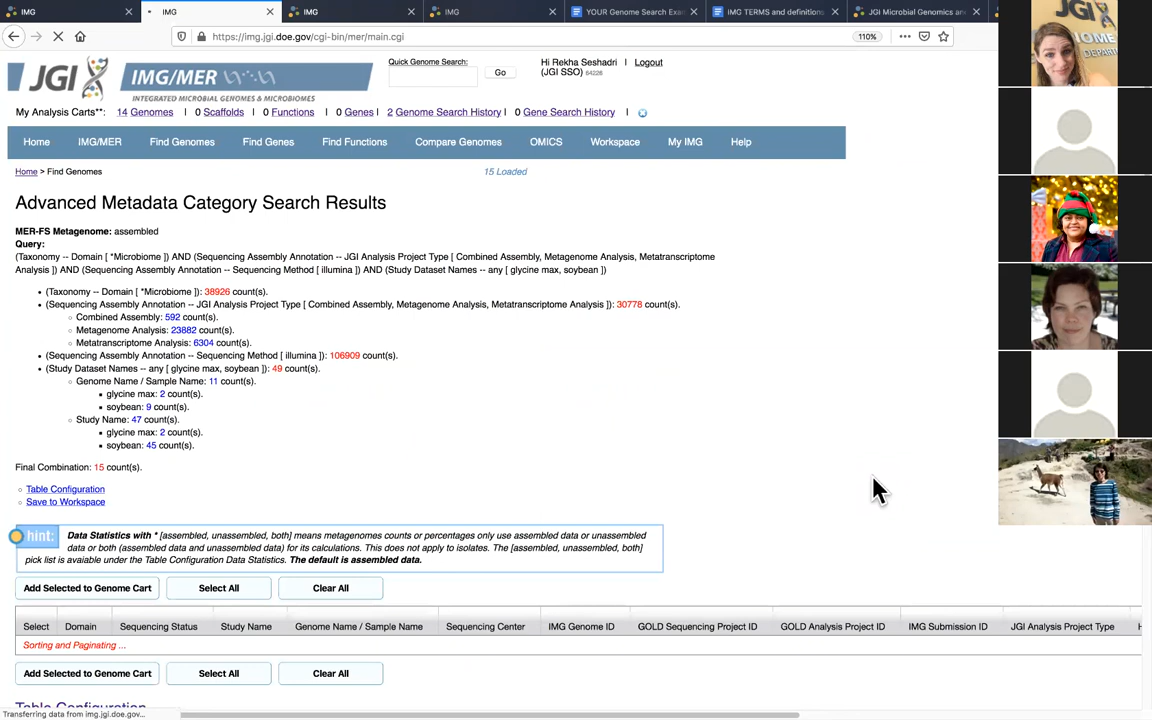 IMG
IMG
IMG
IMG
YOUR Genome Search Exa
IMG TERMS and definitions
JGI Microbial Genomics an
https://img.jgi.doe.gov/cgi-bin/mer/main.cgi
110%
JGI
IMG/MER
INTEGRATED MICROBIAL GENOMES & MICROBIOMES
Quick Genome Search:
Go
Hi Rekha Seshadri
(JGI SSO) 84226
Logout
My Analysis Carts**:
14 Genomes
| 0 Scaffolds
| 0 Functions
| 0 Genes
| 2 Genome Search History
| 0 Gene Search History
|
Home
IMG/MER
Find Genomes
Find Genes
Find Functions
Compare Genomes
OMICS
Workspace
My IMG
Help
Home > Find Genomes
15 Loaded
Advanced Metadata Category Search Results
MER-FS Metagenome: assembled
Query:
(Taxonomy -- Domain [ *Microbiome ]) AND (Sequencing Assembly Annotation -- JGI Analysis Project Type [ Combined Assembly, Metagenome Analysis, Metatranscriptome
Analysis ]) AND (Sequencing Assembly Annotation -- Sequencing Method [ illumina ]) AND (Study Dataset Names -- any [ glycine max, soybean ])
(Taxonomy -- Domain [ *Microbiome ]): 38926 count(s).
(Sequencing Assembly Annotation -- JGI Analysis Project Type [ Combined Assembly, Metagenome Analysis, Metatranscriptome Analysis ]): 30778 count(s).
Combined Assembly: 592 count(s).
Metagenome Analysis: 23882 count(s).
Metatranscriptome Analysis: 6304 count(s).
(Sequencing Assembly Annotation -- Sequencing Method [ illumina ]): 106909 count(s).
(Study Dataset Names -- any [ glycine max, soybean ]): 49 count(s).
Genome Name / Sample Name: 11 count(s).
glycine max: 2 count(s).
soybean: 9 count(s).
Study Name: 47 count(s).
glycine max: 2 count(s).
soybean: 45 count(s).
Final Combination: 15 count(s).
Table Configuration
Save to Workspace
hint:
Data Statistics with * [assembled, unassembled, both] means metagenomes counts or percentages only use assembled data or unassembled
data or both (assembled data and unassembled data) for its calculations. This does not apply to isolates. The [assembled, unassembled, both]
pick list is avaiable under the Table Configuration Data Statistics. The default is assembled data.
Add Selected to Genome Cart
Select All
Clear All
Select
Domain
Sequencing Status
Study Name
Genome Name / Sample Name
Sequencing Center
IMG Genome ID
GOLD Sequencing Project ID
GOLD Analysis Project ID
IMG Submission ID
JGI Analysis Project Type
Sorting and Paginating ...
Add Selected to Genome Cart
Select All
Clear All
Table Configuration
Transferring data from img.jgi.doe.gov...
JGI